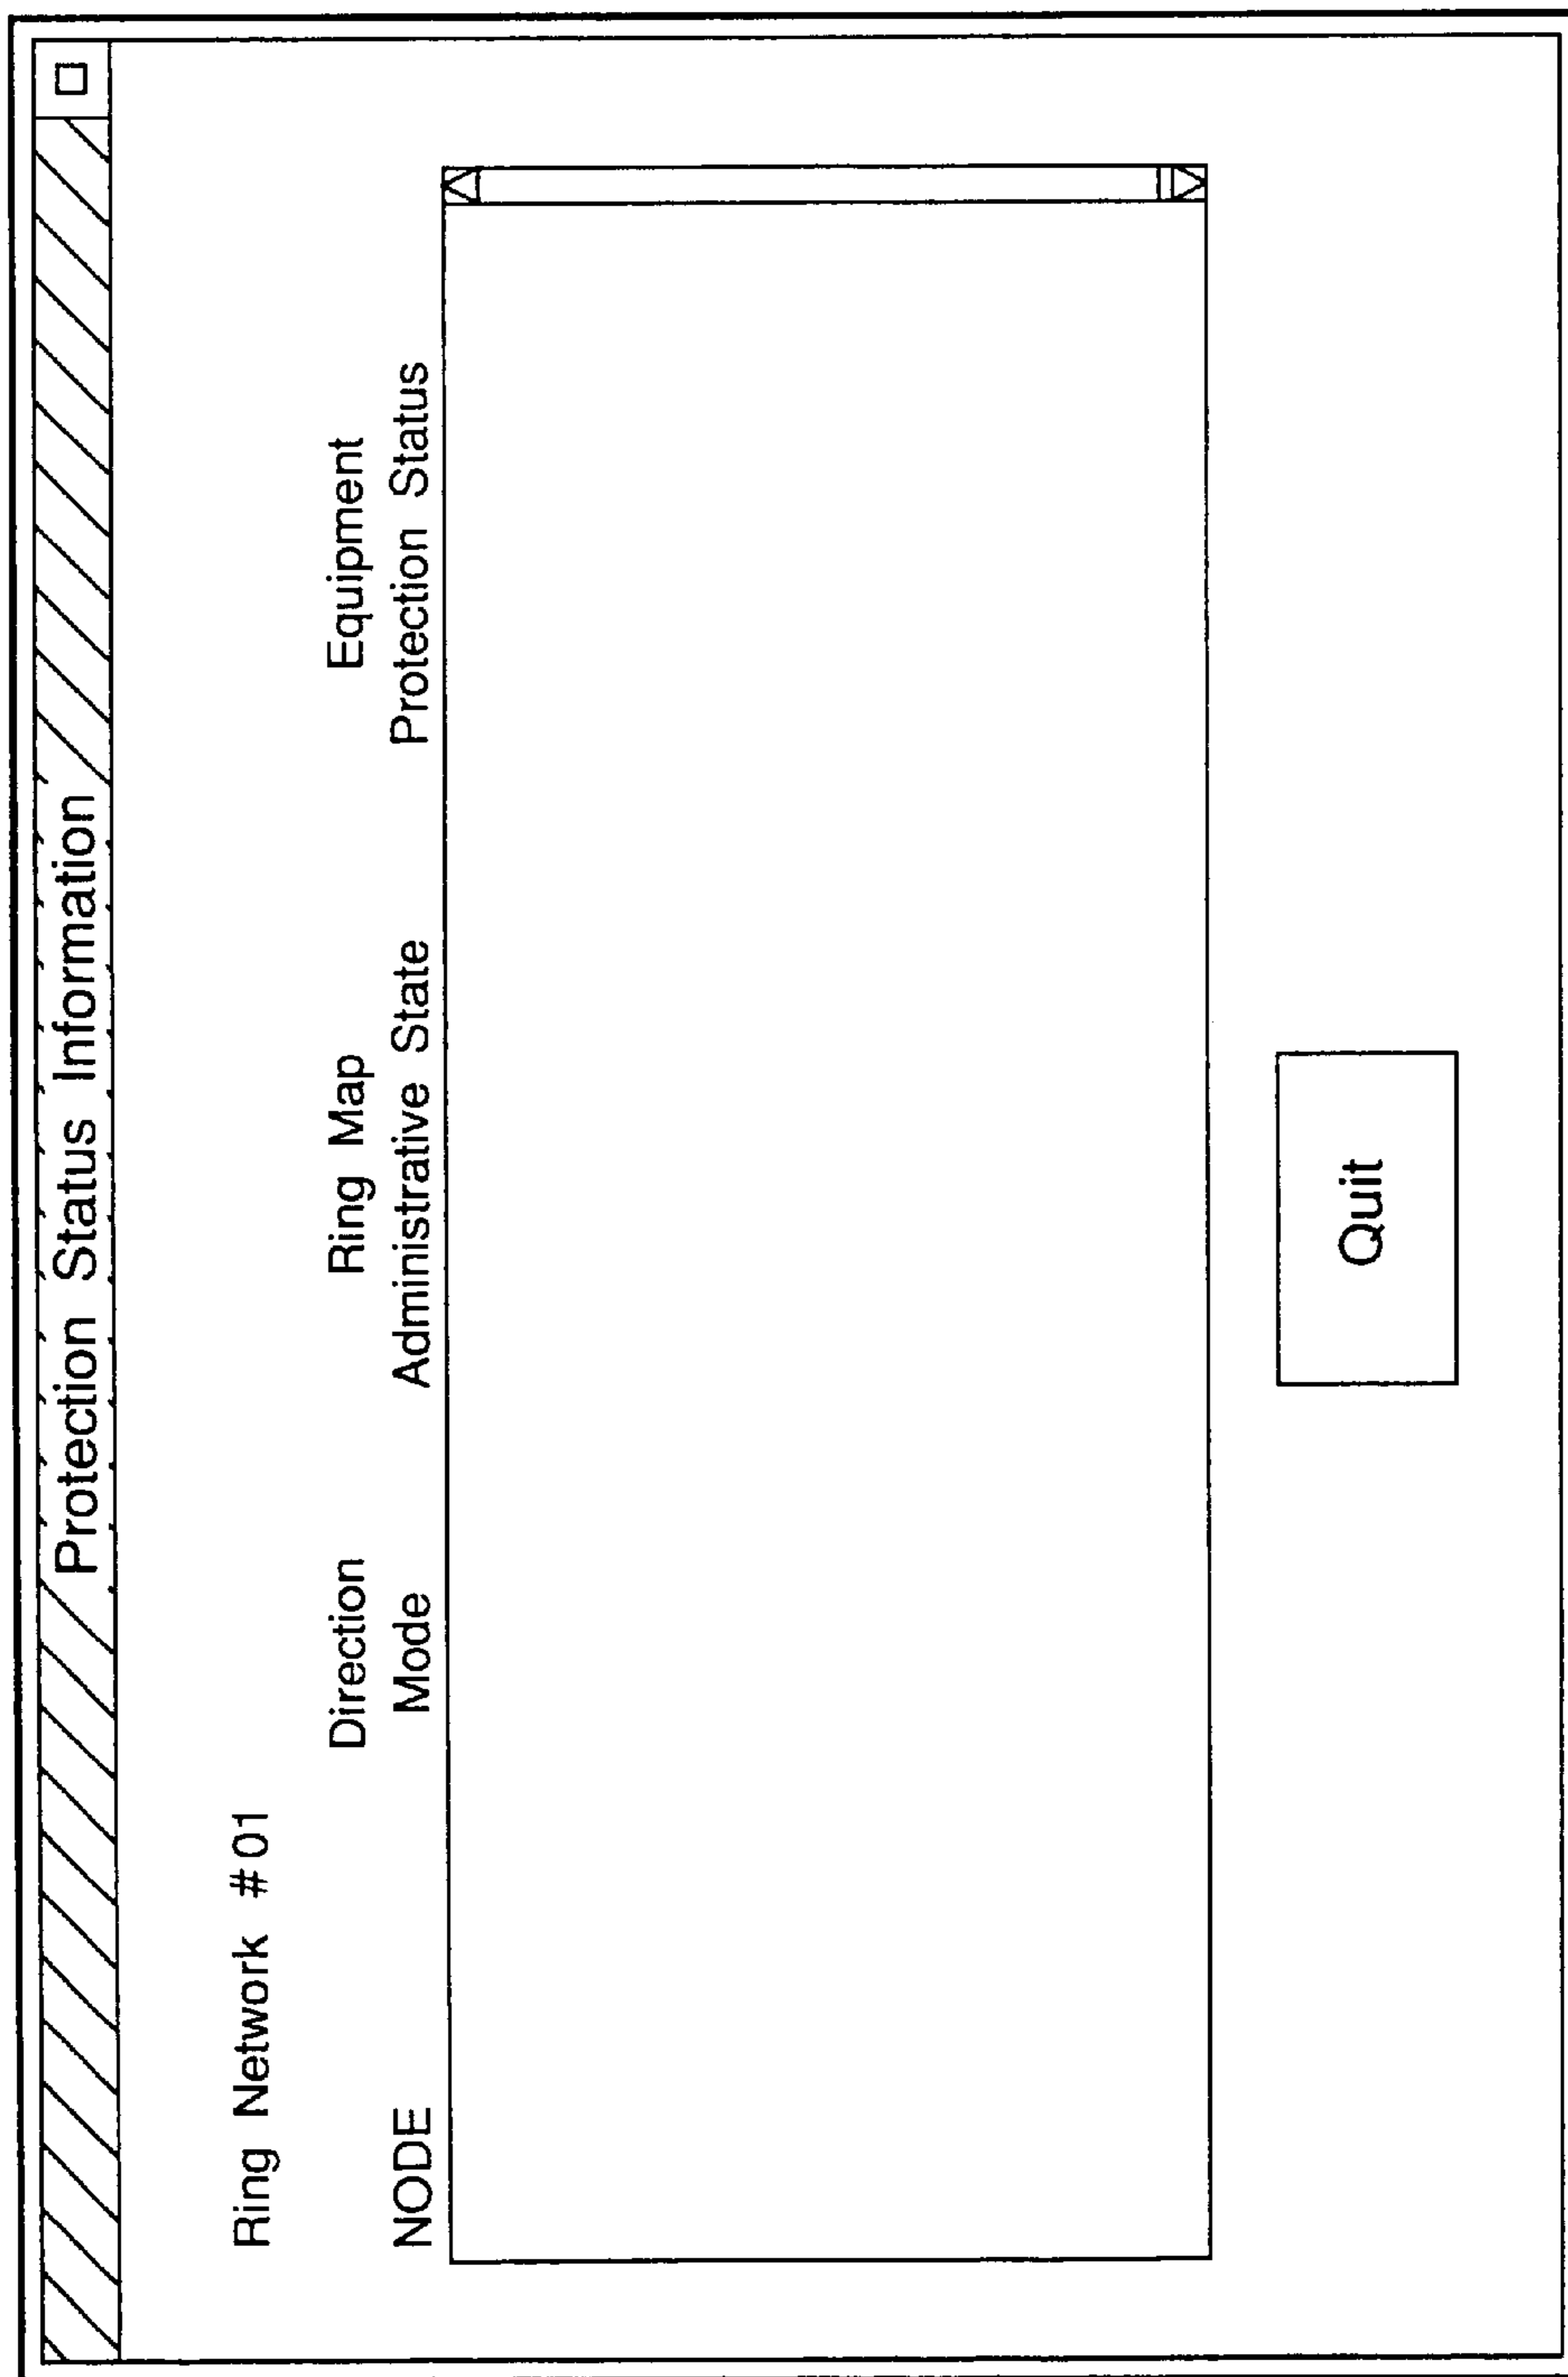 Protection Status Information
Ring Network #01
Direction Ring Map Equipment
NODE Mode Administrative State Protection Status
Quit